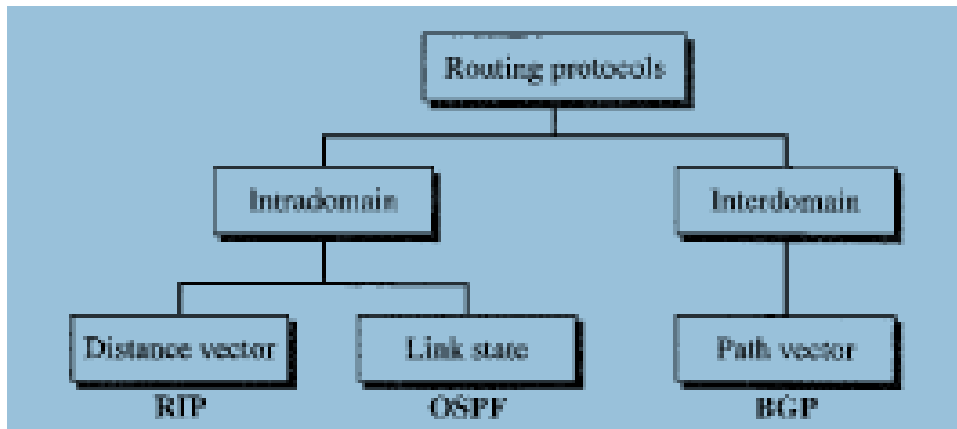 Routing protocols
Intradomain
Interdomain
Distance vector
Link state
Path vector
RIP
OSPF
BGP